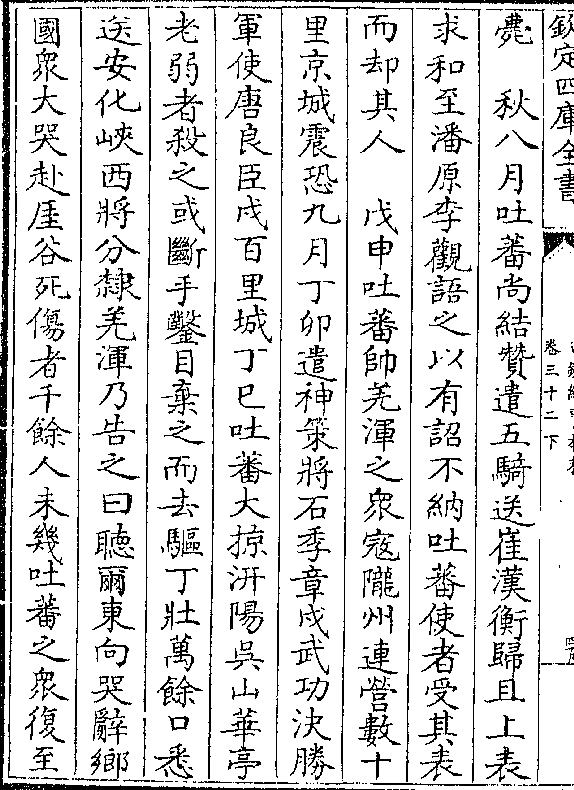 欽定四庫全書
卷三十二下
薨　秋八月吐蕃尚結贊遣五騎送崔漢衡歸且上表
求和至潘原李觀語之以有詔不納吐蕃使者受其表
而却其人　戊申吐蕃帥羌渾之衆寇隴州連營數十
里京城震恐九月丁卯遣神策將石季章戍武功決勝
軍使唐良臣戍百里城丁巳吐蕃大掠汧陽吳山華亭
老弱者殺之或斷手鑿目棄之而去驅丁壯萬餘口悉
送安化峽西將分隸羌渾乃告之曰聽爾東向哭辭鄉
國衆大哭赴厓谷死傷者千餘人未幾吐蕃之衆復至